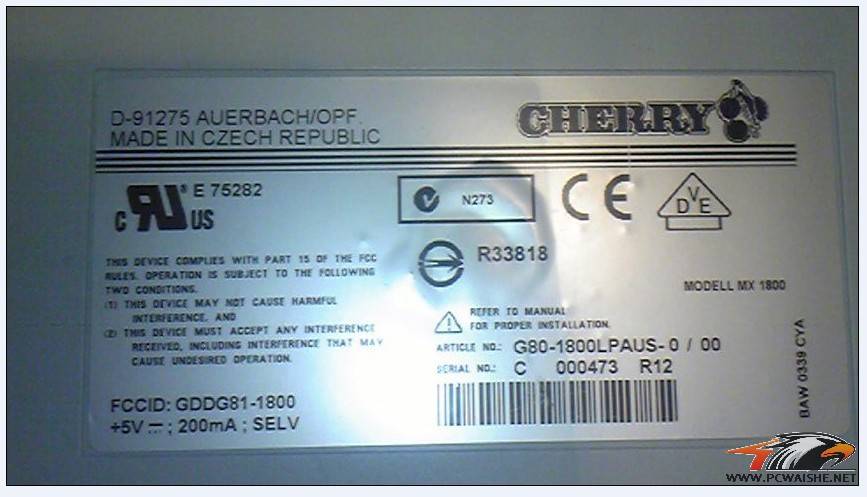 D-91275 AUERBACH/OPF.
MADE IN CZECH REPUBLIC
CHERRY
C RU ® US E 75282
N273
CE
VDE
R33818
MODELL MX 1800
THIS DEVICE COMPLIES WITH PART 15 OF THE FCC
RULES. OPERATION IS SUBJECT TO THE FOLLOWING
TWO CONDITIONS.
(1) THIS DEVICE MAY NOT CAUSE HARMFUL
INTERFERENCE. AND
(2) THIS DEVICE MUST ACCEPT ANY INTERFERENCE
RECEIVED, INCLUDING INTERFERENCE THAT MAY
CAUSE UNDESIRED OPERATION.
REFER TO MANUAL
FOR PROPER INSTALLATION.
ARTICLE NO.: G80-1800LPAUS-0 / 00
SERIAL NO.: C 000473 R12
FCCID: GDDG81-1800
+5V ⎓ ; 200mA ; SELV
BAW 0339 CYA
WWW.PCWAISHE.NET